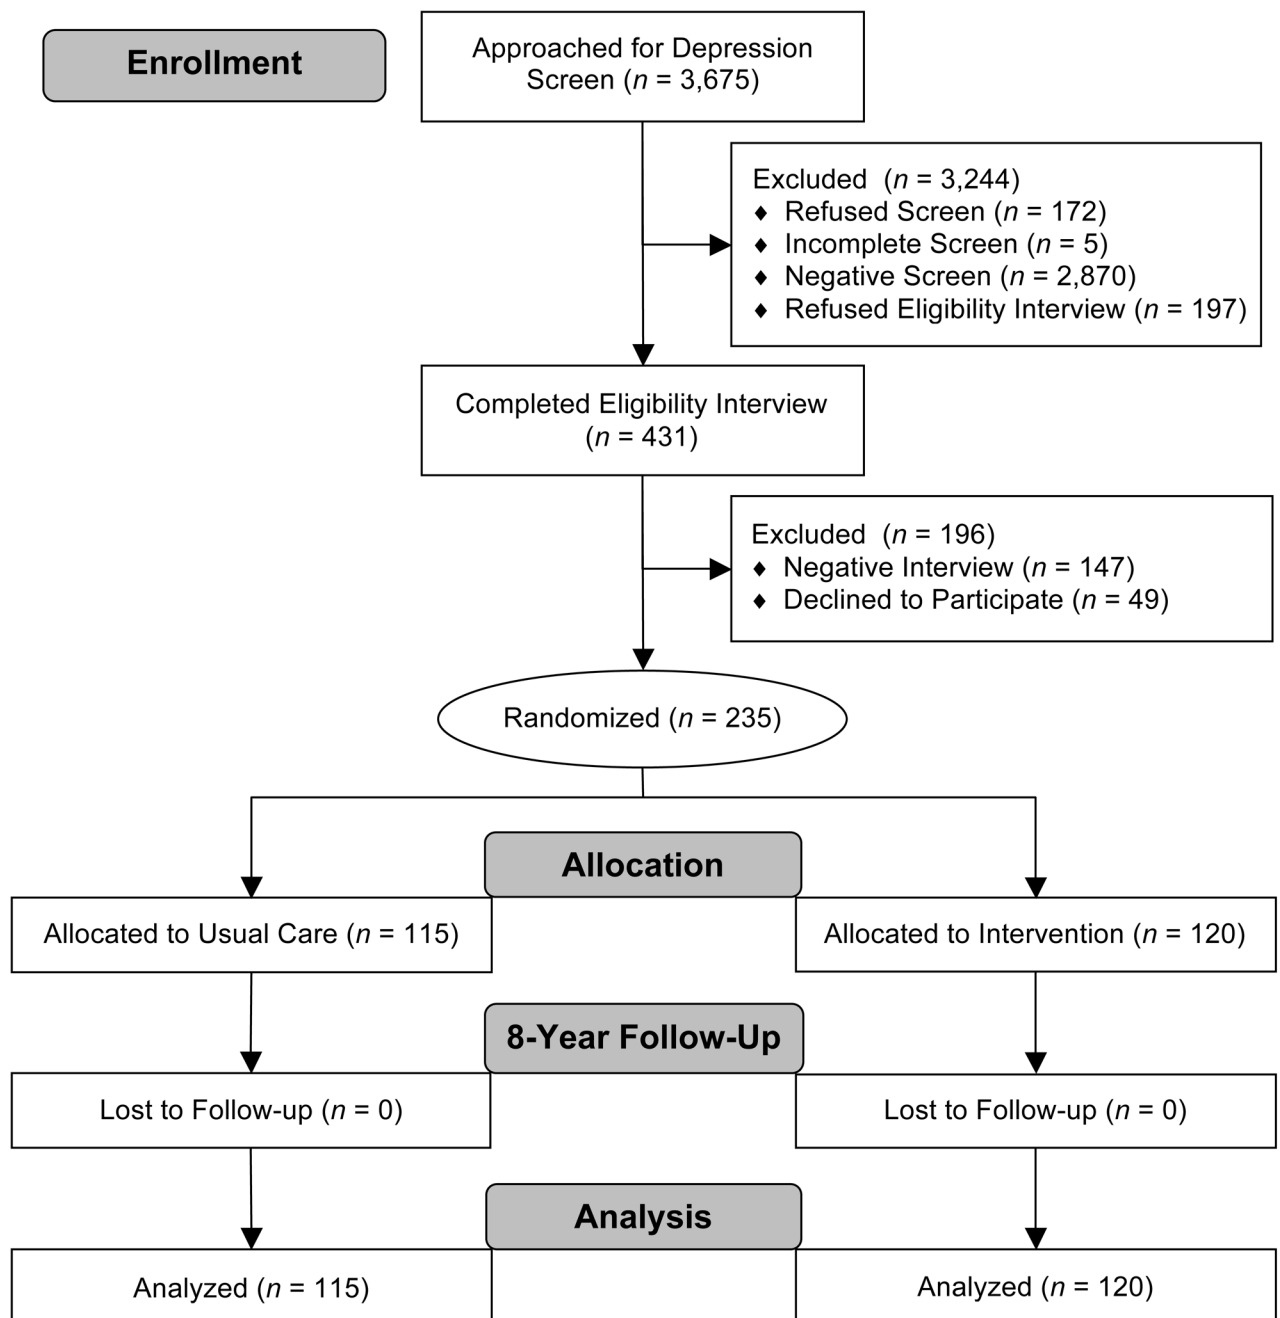 Enrollment
Approached for Depression
Screen (n = 3,675)
Excluded (n = 3,244)
♦ Refused Screen (n = 172)
♦ Incomplete Screen (n = 5)
♦ Negative Screen (n = 2,870)
♦ Refused Eligibility Interview (n = 197)
Completed Eligibility Interview
(n = 431)
Excluded (n = 196)
♦ Negative Interview (n = 147)
♦ Declined to Participate (n = 49)
Randomized (n = 235)
Allocation
Allocated to Usual Care (n = 115)
Allocated to Intervention (n = 120)
8-Year Follow-Up
Lost to Follow-up (n = 0)
Lost to Follow-up (n = 0)
Analysis
Analyzed (n = 115)
Analyzed (n = 120)